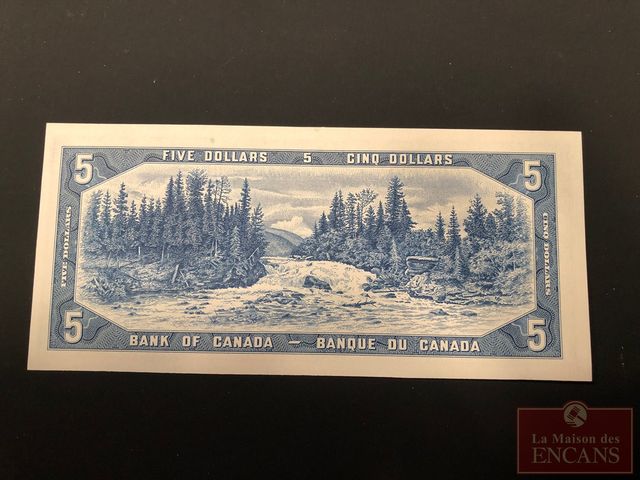 FIVE DOLLARS 5 CINQ DOLLARS
5 5
FIVE DOLLARS
CINQ DOLLARS
5 5
BANK OF CANADA — BANQUE DU CANADA
La Maison des
ENCANS